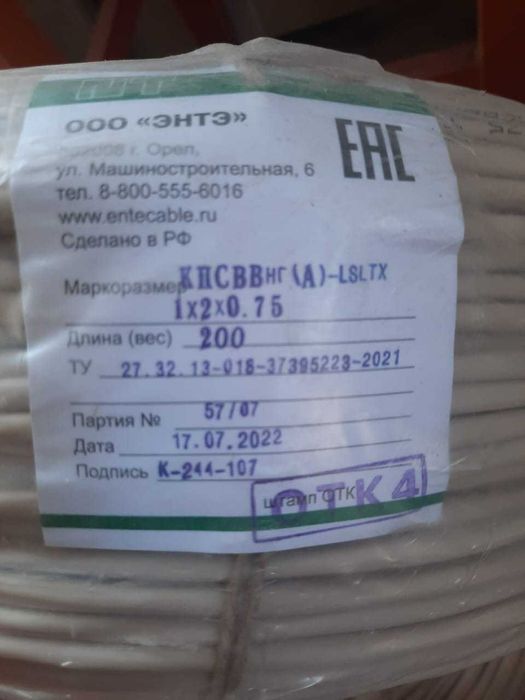 ООО «ЭНТЭ»
EAC
г. Орел,
ул. Машиностроительная, 6
тел. 8-800-555-6016
www.entecable.ru
Сделано в РФ
Маркоразмер КПСВВнг(А)-LSLTX
1х2х0.75
Длина (вес) 200
ТУ 27.32.13-018-37395223-2021
Партия № 57/07
Дата 17.07.2022
Подпись К-244-107
штамп ОТК
ОТК 4